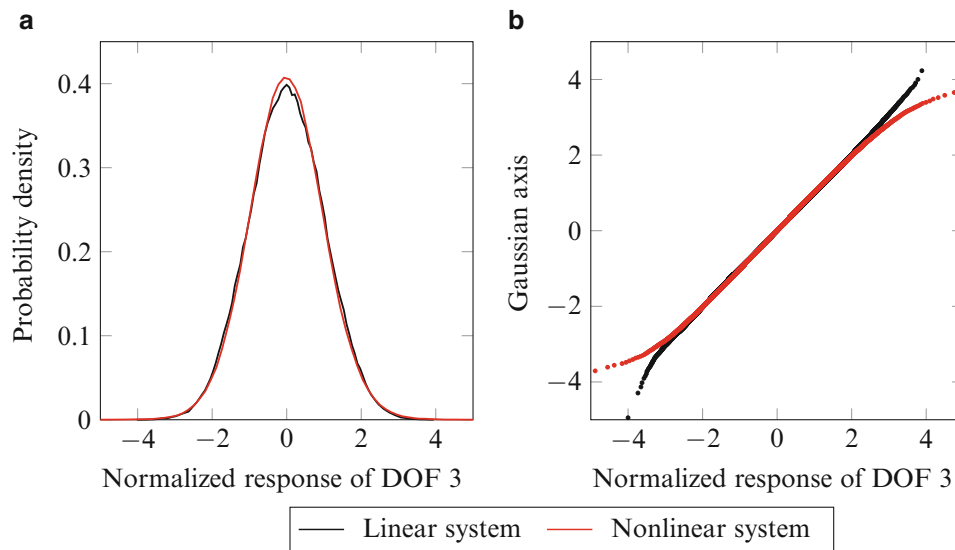 a
b
Probability density
0.4
0.3
0.2
0.1
0
−4
−2
0
2
4
Normalized response of DOF 3
Gaussian axis
4
2
0
−2
−4
−4
−2
0
2
4
Normalized response of DOF 3
Linear system
Nonlinear system